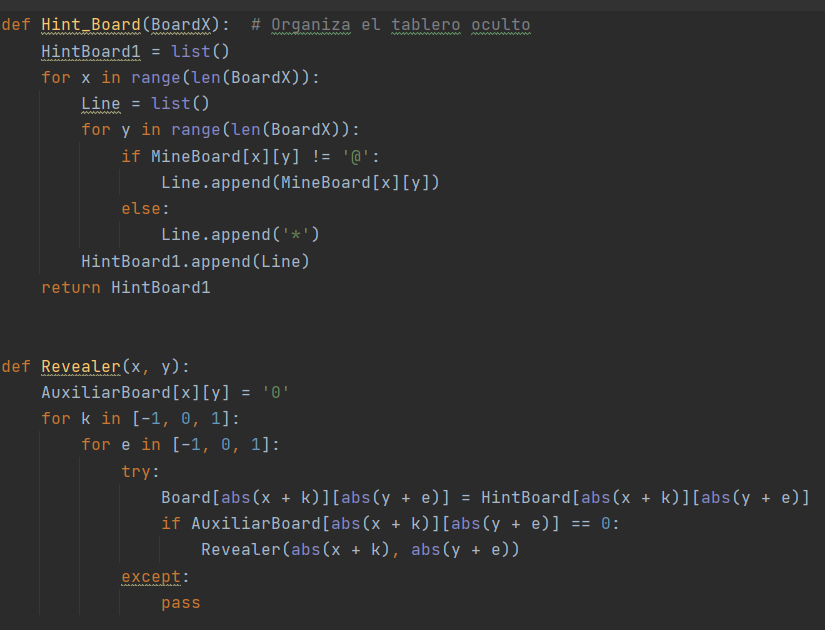 def Hint_Board(BoardX):  # Organiza el tablero oculto
    HintBoard1 = list()
    for x in range(len(BoardX)):
        Line = list()
        for y in range(len(BoardX)):
            if MineBoard[x][y] != '@':
                Line.append(MineBoard[x][y])
            else:
                Line.append('*')
        HintBoard1.append(Line)
    return HintBoard1
def Revealer(x, y):
    AuxiliarBoard[x][y] = '0'
    for k in [-1, 0, 1]:
        for e in [-1, 0, 1]:
            try:
                Board[abs(x + k)][abs(y + e)] = HintBoard[abs(x + k)][abs(y + e)]
                if AuxiliarBoard[abs(x + k)][abs(y + e)] == 0:
                    Revealer(abs(x + k), abs(y + e))
            except:
                pass